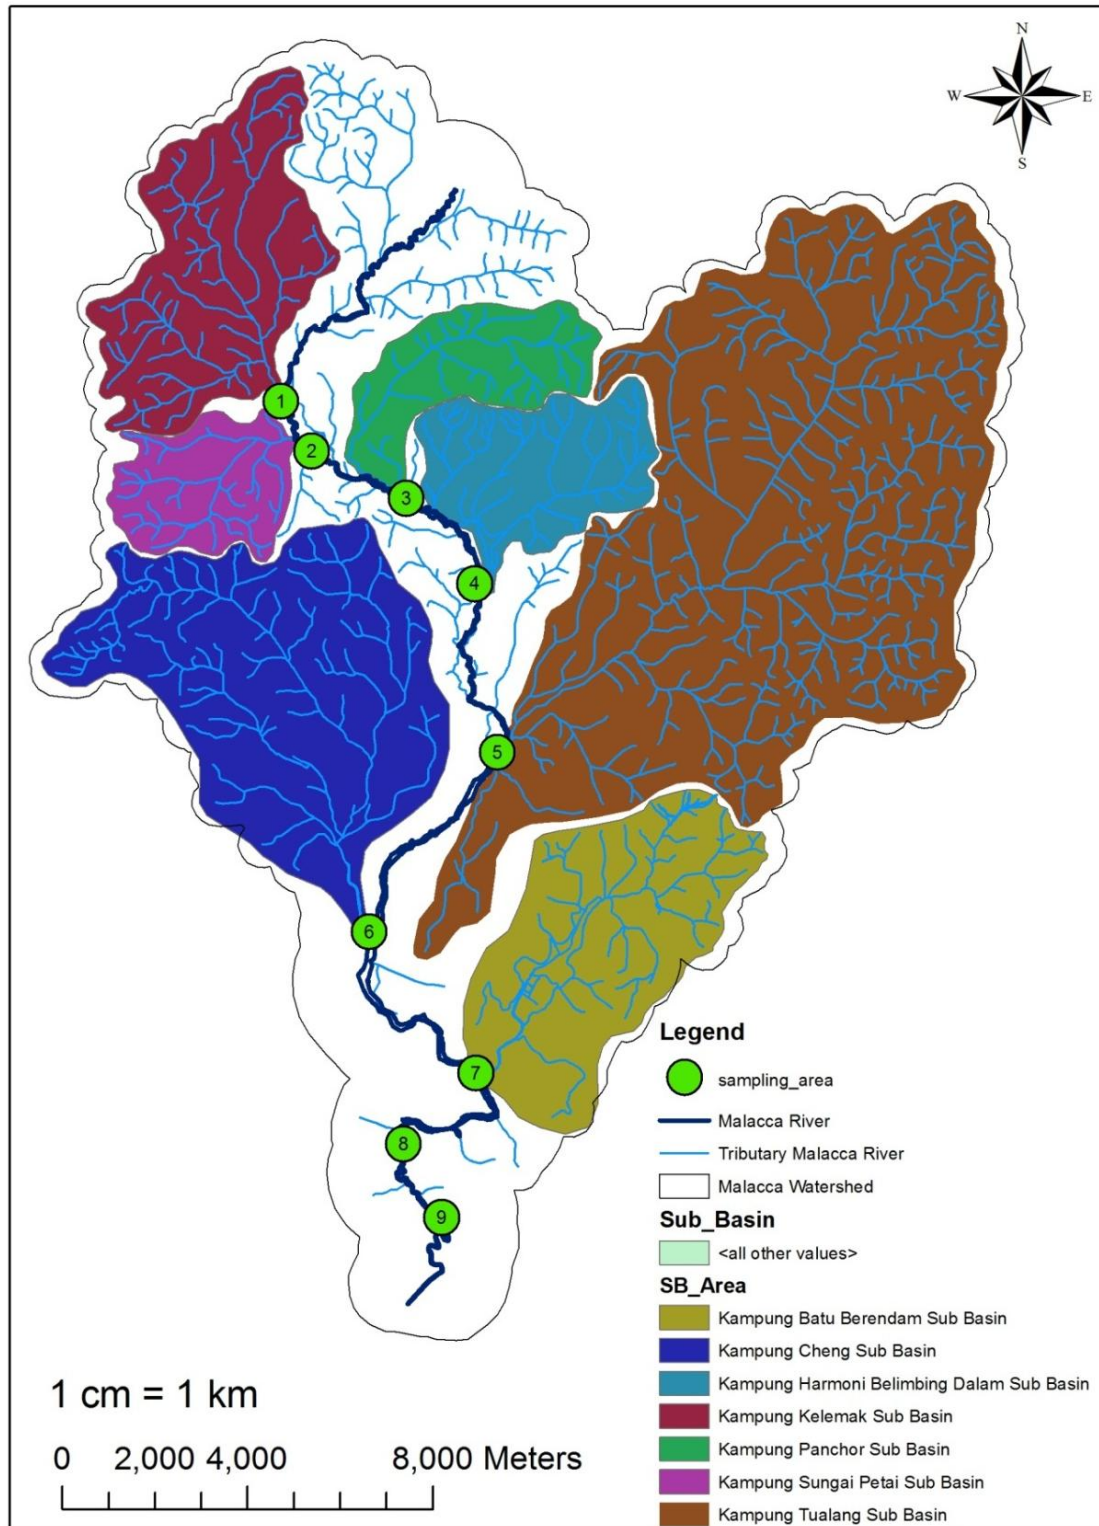 N
W E
S
1
2
3
4
5
6
7
8
9
Legend
sampling_area
Malacca River
Tributary Malacca River
Malacca Watershed
Sub_Basin
<all other values>
SB_Area
Kampung Batu Berendam Sub Basin
Kampung Cheng Sub Basin
Kampung Harmoni Belimbing Dalam Sub Basin
Kampung Kelemak Sub Basin
Kampung Panchor Sub Basin
Kampung Sungai Petai Sub Basin
Kampung Tualang Sub Basin
1 cm = 1 km
0 2,000 4,000 8,000 Meters